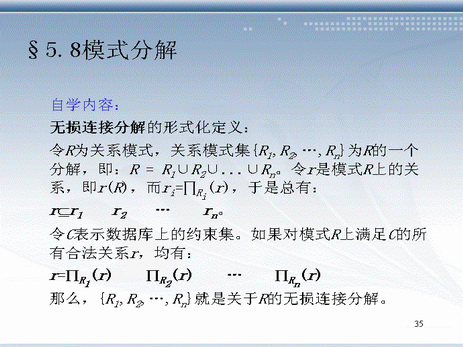 §5.8模式分解
自学内容：
无损连接分解的形式化定义：
令R为关系模式，关系模式集{R1,R2,…,Rn}为R的一个
分解，即：R = R1∪R2∪...∪Rn。令r是模式R上的关
系，即r(R)，而ri=∏Ri(r)，于是总有：
r⊆r1 r2 … rn。
令C表示数据库上的约束集。如果对模式R上满足C的所
有合法关系r，均有：
r=∏R1(r) ∏R2(r) … ∏Rn(r)
那么，{R1,R2,…,Rn}就是关于R的无损连接分解。
35